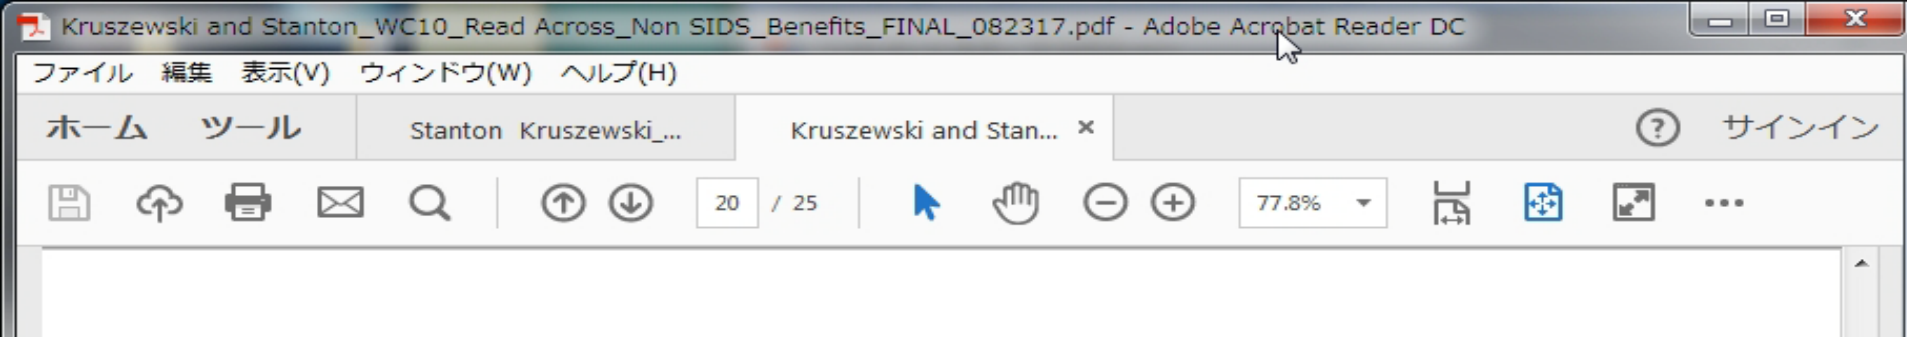 Kruszewski and Stanton_WC10_Read Across_Non SIDS_Benefits_FINAL_082317.pdf - Adobe Acrobat Reader DC
ファイル 編集 表示(V) ウィンドウ(W) ヘルプ(H)
ホーム ツール Stanton Kruszewski_... Kruszewski and Stan... × ? サインイン
20 / 25 77.8%